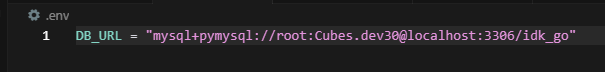 .env
1 DB_URL = "mysql+pymysql://root:Cubes.dev30@localhost:3306/idk_go"